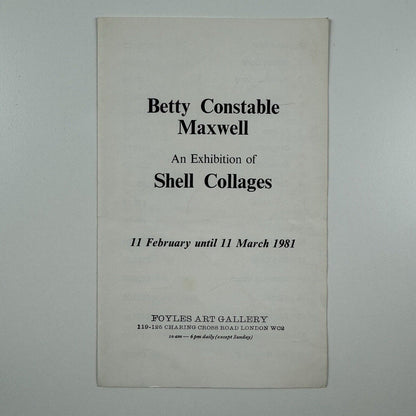 Betty Constable
Maxwell
An Exhibition of
Shell Collages
11 February until 11 March 1981
FOYLES ART GALLERY
119-125 CHARING CROSS ROAD LONDON WC2
10 am — 6 pm daily (except Sunday)